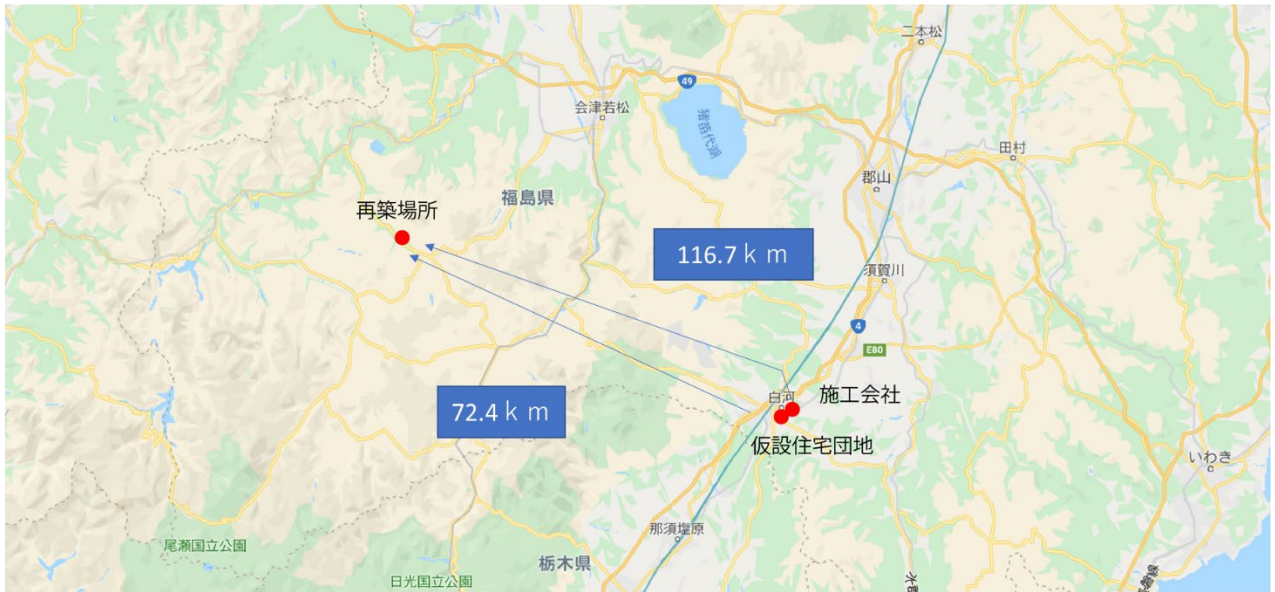 二本松
49
会津若松
猪苗代湖
田村
郡山
福島県
再築場所
116.7ｋｍ
須賀川
4
E80
72.4ｋｍ
白河
施工会社
仮設住宅団地
いわき
那須塩原
尾瀬国立公園
栃木県
日光国立公園